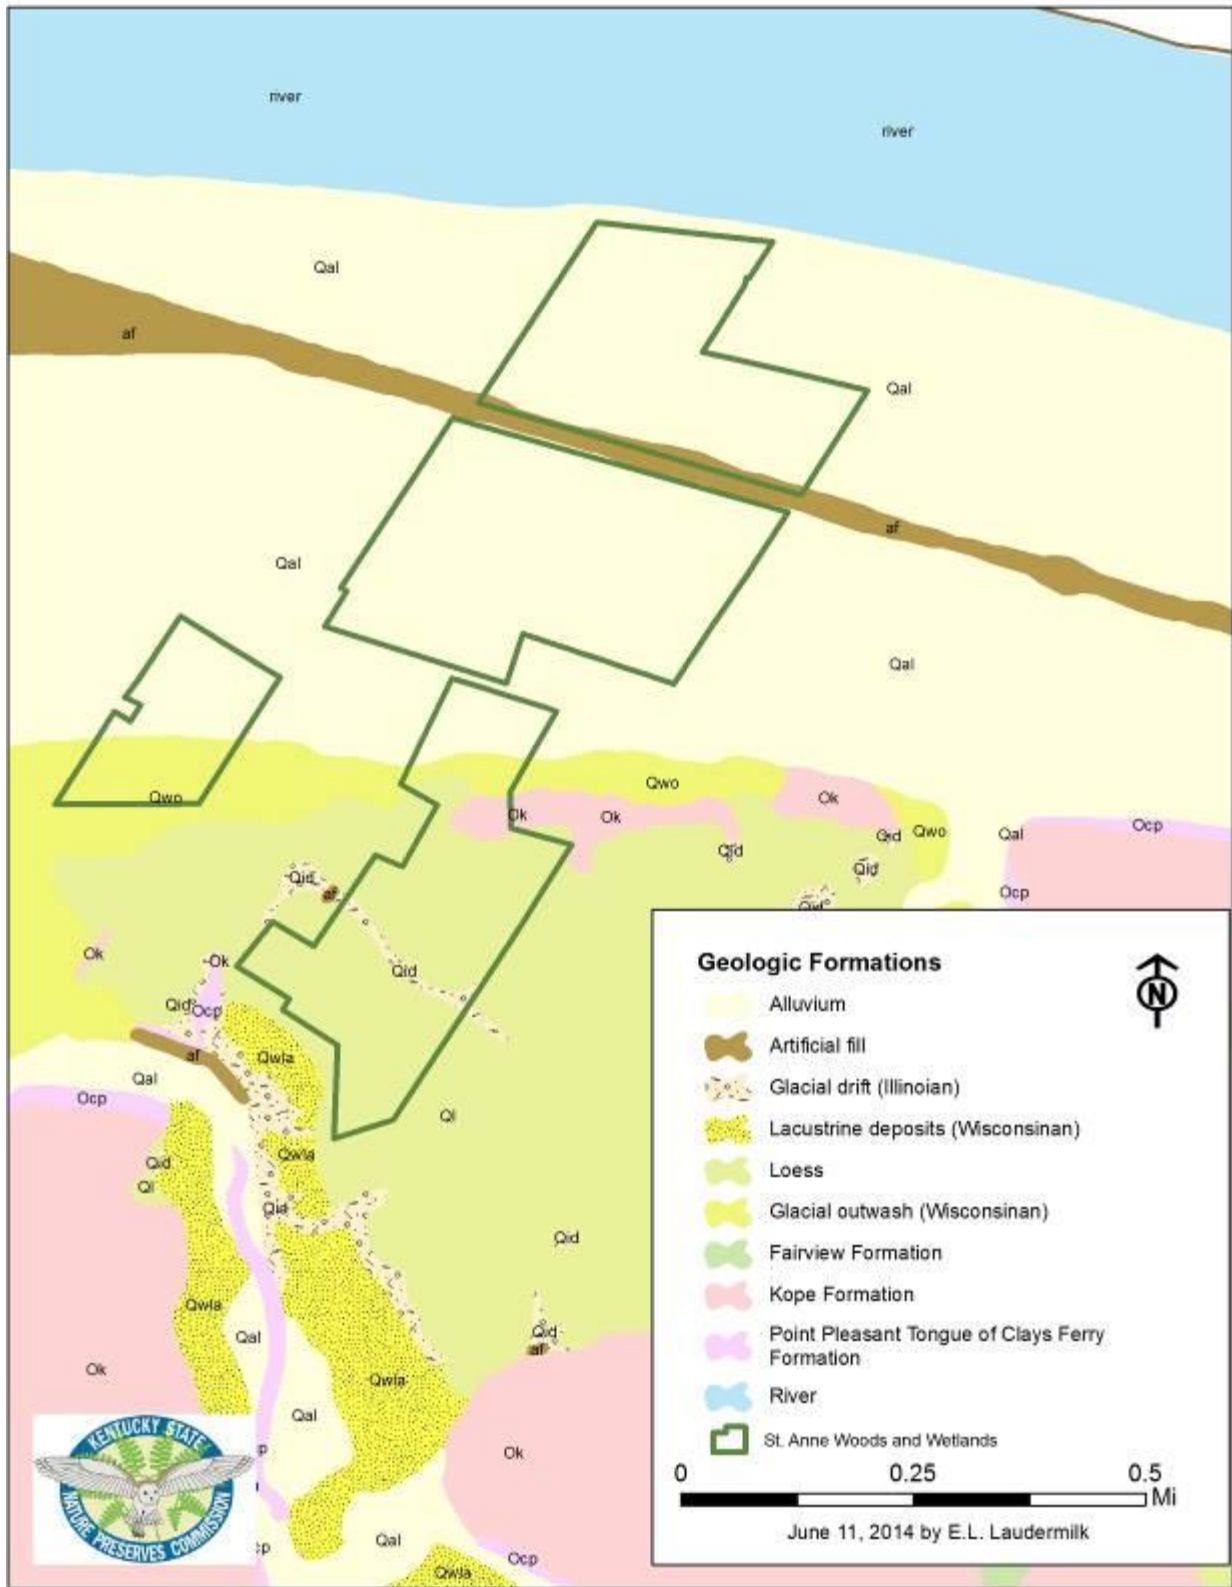 river
river
Qal
af
Qal
af
Qal
Qal
Qwo
Qwo
Ok
Ok
Ok
Qid
Qwo
Qal
Ocp
Qid
Qid
Qid
af
Ocp
Qid
Ok
Ok
Qid
Qid
Ocp
af
Qwla
Qal
Ocp
Ql
Qwla
Qid
Ql
Qid
Qid
Qwla
Qal
Qid
af
Ok
Qwla
Qal
Ok
Qal
Ocp
Qwla
Geologic Formations
N
Alluvium
Artificial fill
Glacial drift (Illinoian)
Lacustrine deposits (Wisconsinan)
Loess
Glacial outwash (Wisconsinan)
Fairview Formation
Kope Formation
Point Pleasant Tongue of Clays Ferry
Formation
River
St. Anne Woods and Wetlands
0 0.25 0.5
Mi
June 11, 2014 by E.L. Laudermilk
KENTUCKY STATE
NATURE PRESERVES COMMISSION